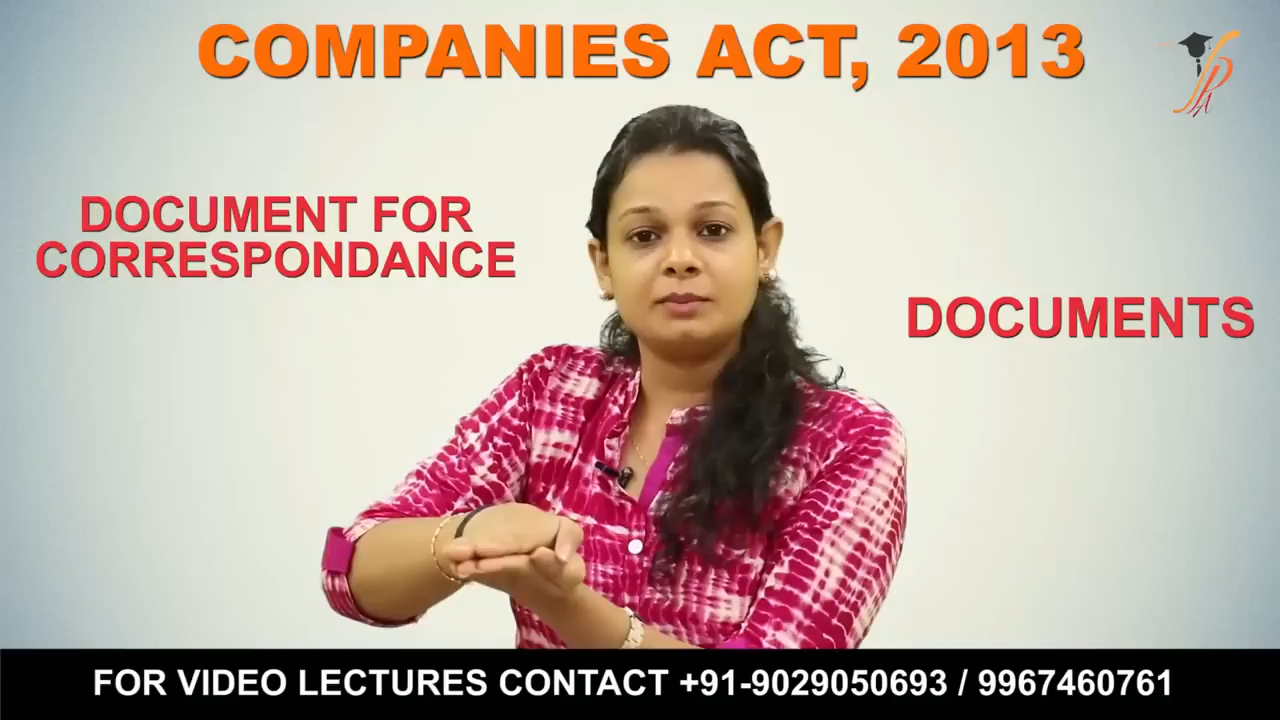 COMPANIES ACT, 2013
DOCUMENT FOR
CORRESPONDANCE
DOCUMENTS
FOR VIDEO LECTURES CONTACT +91-9029050693 / 9967460761